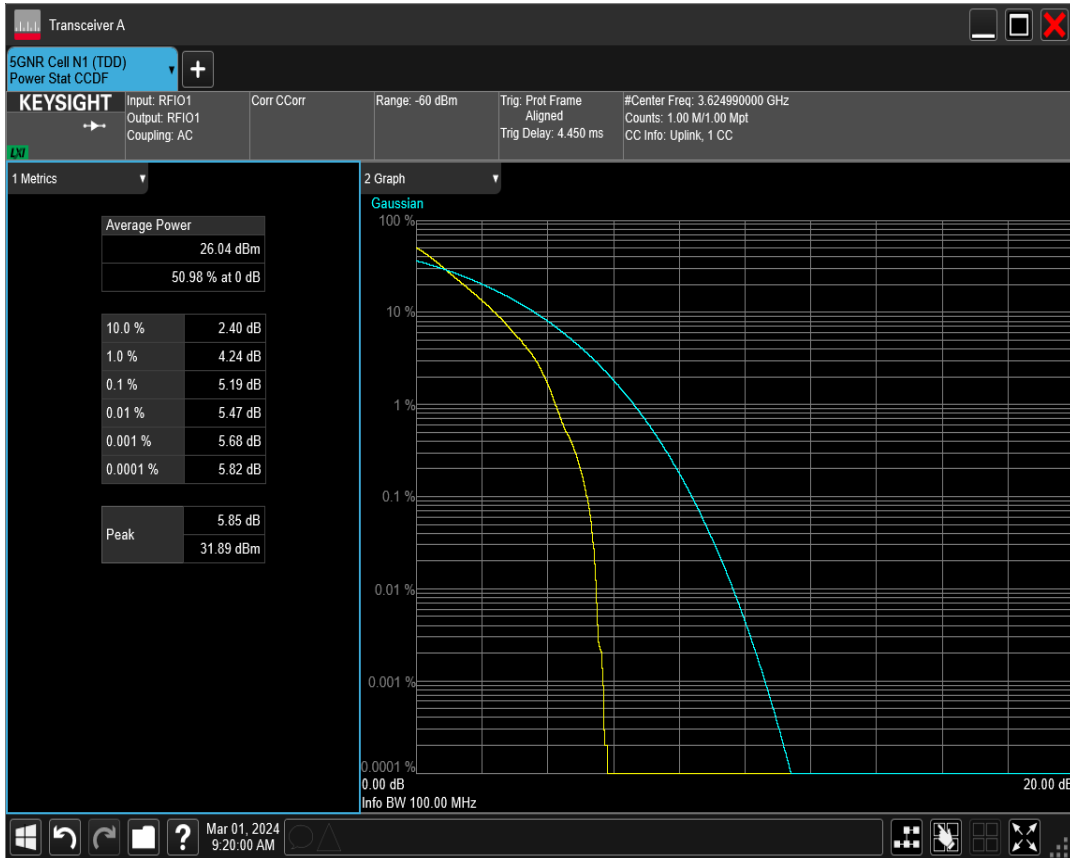 Transceiver A
5GNR Cell N1 (TDD)
Power Stat CCDF
+
KEYSIGHT
LXI
Input: RFIO1
Output: RFIO1
Coupling: AC
Corr CCorr
Range: -60 dBm
Trig: Prot Frame
Aligned
Trig Delay: 4.450 ms
#Center Freq: 3.624990000 GHz
Counts: 1.00 M/1.00 Mpt
CC Info: Uplink, 1 CC
1 Metrics
Average Power
26.04 dBm
50.98 % at 0 dB
10.0 % 2.40 dB
1.0 % 4.24 dB
0.1 % 5.19 dB
0.01 % 5.47 dB
0.001 % 5.68 dB
0.0001 % 5.82 dB
Peak
5.85 dB
31.89 dBm
2 Graph
Gaussian
100 %
10 %
1 %
0.1 %
0.01 %
0.001 %
0.0001 %
0.00 dB 20.00 dB
Info BW 100.00 MHz
?
Mar 01, 2024
9:20:00 AM